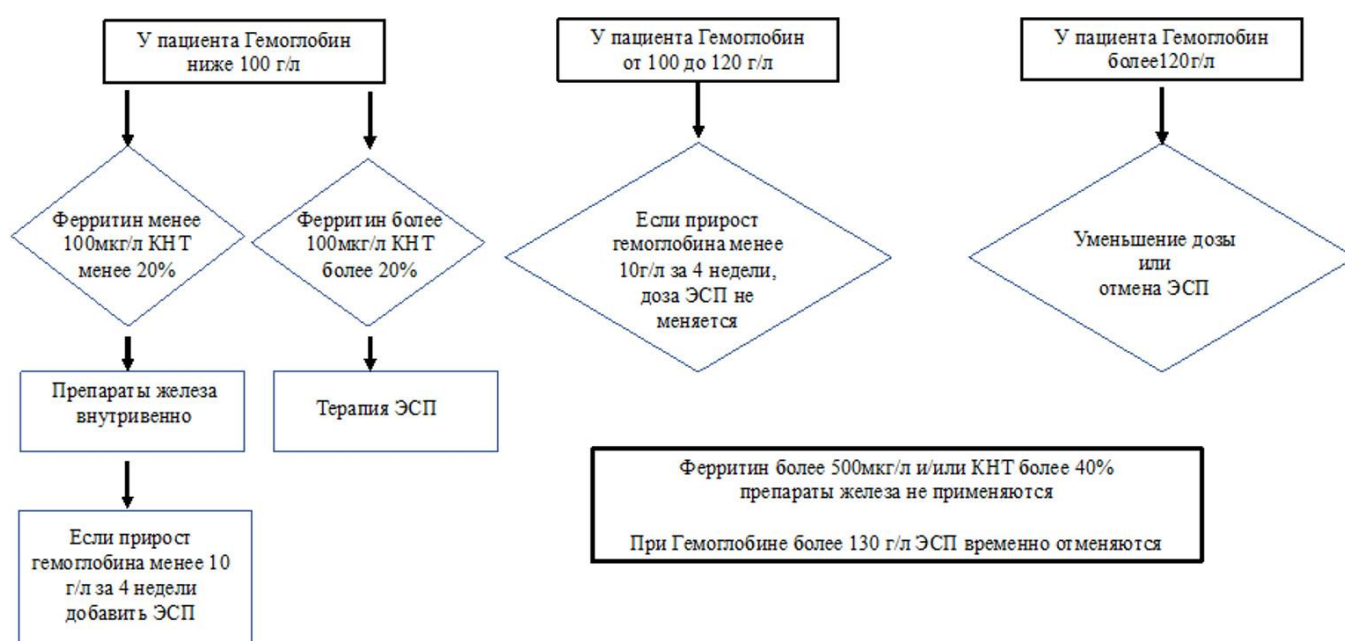 У пациента Гемоглобин
ниже 100 г/л
У пациента Гемоглобин
от 100 до 120 г/л
У пациента Гемоглобин
более120г/л
Ферритин менее
100мкг/л КНТ
менее 20%
Ферритин более
100мкг/л КНТ
более 20%
Если прирост
гемоглобина менее
10г/л за 4 недели,
доза ЭСП не
меняется
Уменьшение дозы
или
отмена ЭСП
Препараты железа
внутривенно
Терапия ЭСП
Если прирост
гемоглобина менее 10
г/л за 4 недели
добавить ЭСП
Ферритин более 500мкг/л и/или КНТ более 40%
препараты железа не применяются
При Гемоглобине более 130 г/л ЭСП временно отменяются